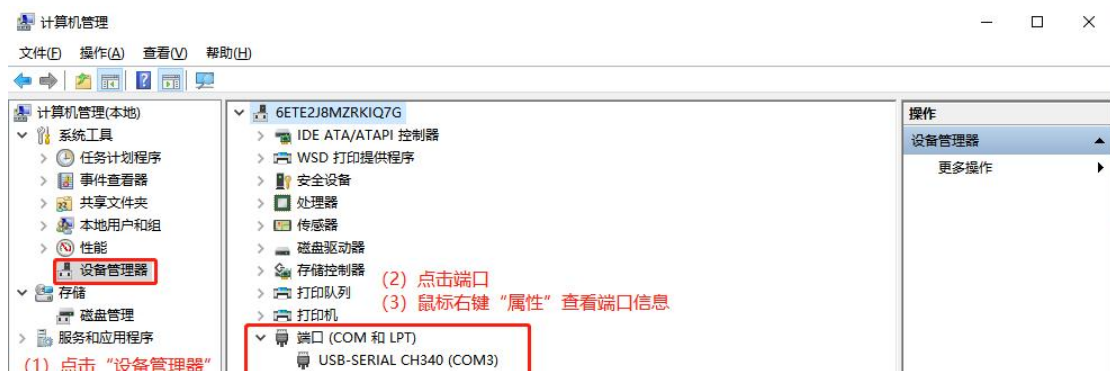 计算机管理
文件(F) 操作(A) 查看(V) 帮助(H)
计算机管理(本地)
系统工具
任务计划程序
事件查看器
共享文件夹
本地用户和组
性能
设备管理器
存储
磁盘管理
服务和应用程序
(1) 点击“设备管理器”
6ETE2J8MZRKIQ7G
IDE ATA/ATAPI 控制器
WSD 打印提供程序
安全设备
处理器
传感器
磁盘驱动器
存储控制器
打印队列
打印机
端口 (COM 和 LPT)
USB-SERIAL CH340 (COM3)
(2) 点击端口
(3) 鼠标右键“属性”查看端口信息
操作
设备管理器
更多操作